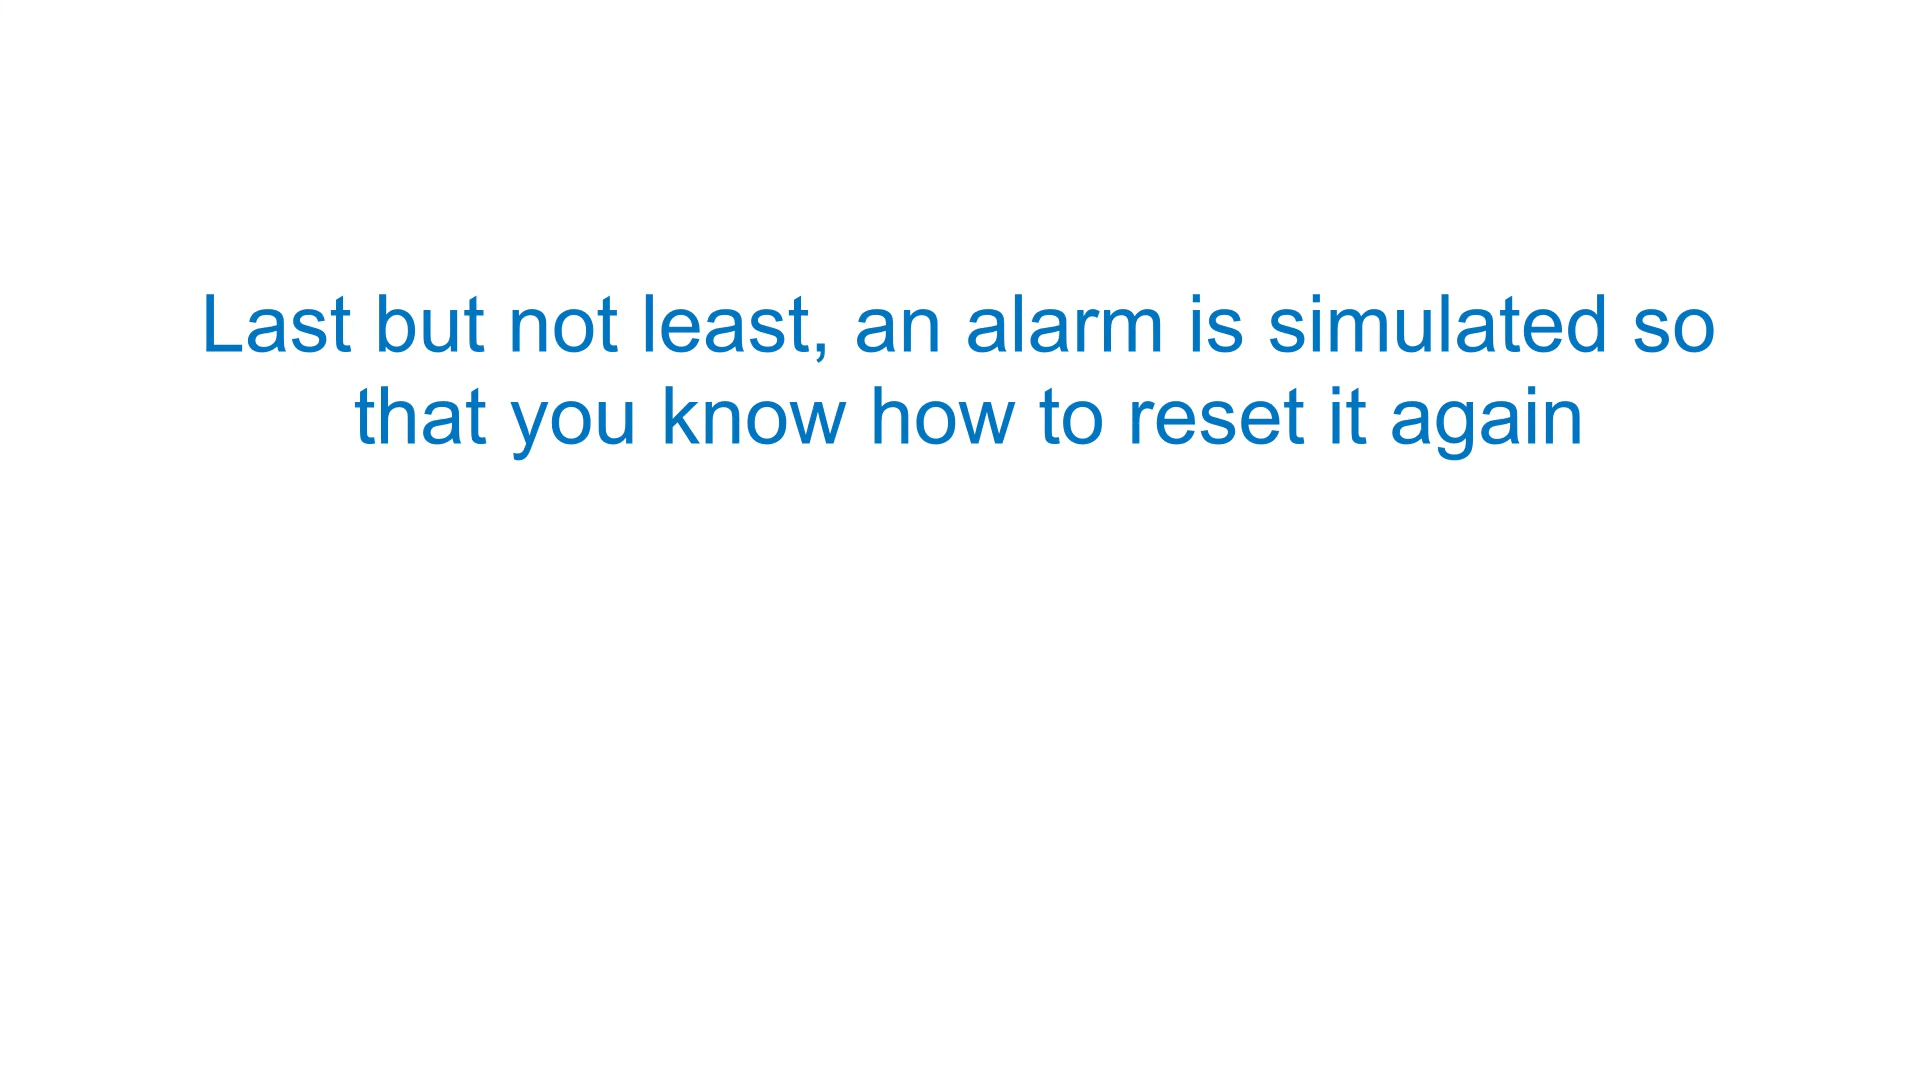 Last but not least, an alarm is simulated so
that you know how to reset it again